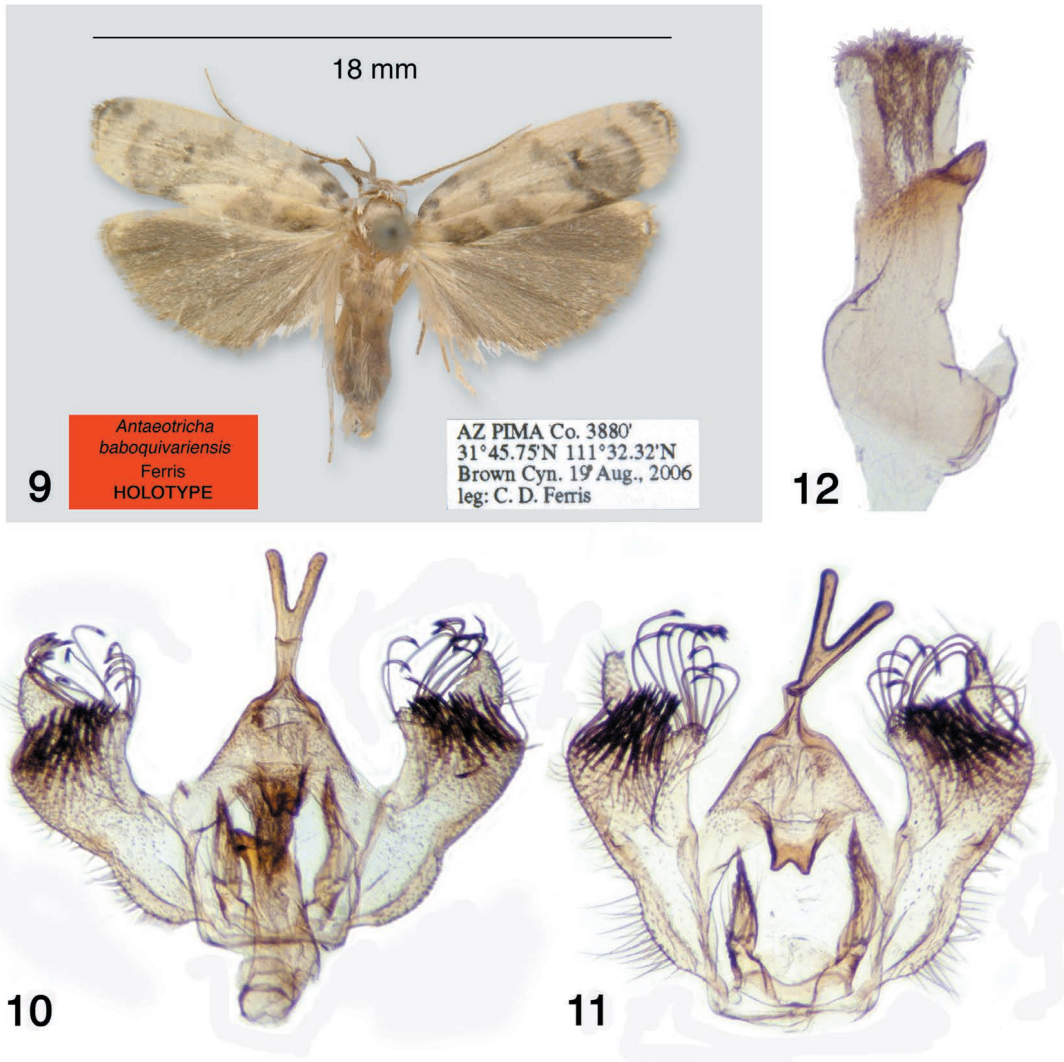 18 mm
Antaeotricha
baboquivariensis
Ferris
HOLOTYPE
9
AZ PIMA Co. 3880'
31°45.75'N 111°32.32'N
Brown Cyn. 19 Aug., 2006
leg: C. D. Ferris
12
10
11